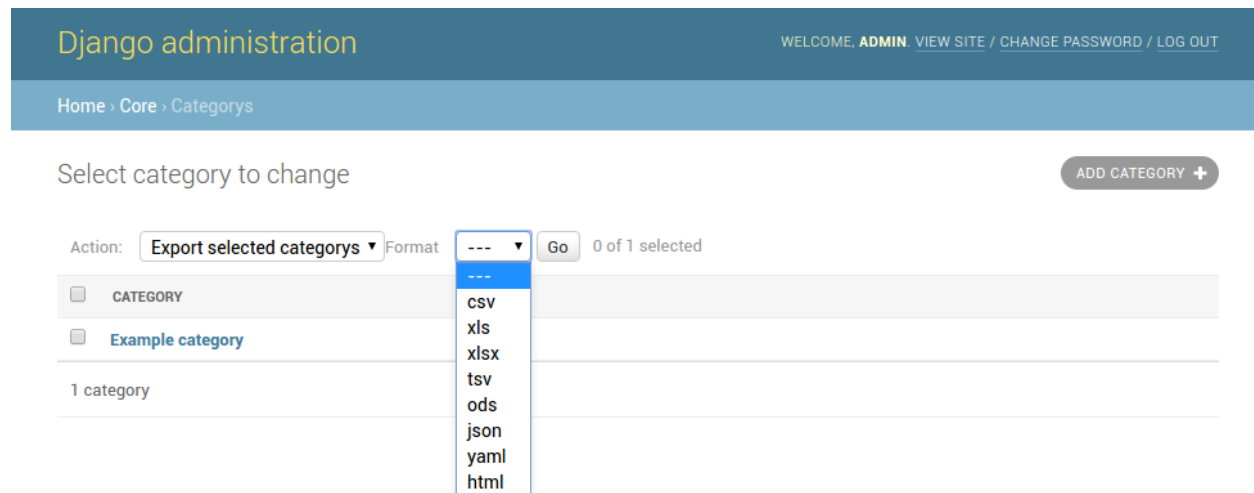 Django administration
WELCOME, ADMIN. VIEW SITE / CHANGE PASSWORD / LOG OUT
Home › Core › Categorys
Select category to change
ADD CATEGORY
Action: Export selected categorys Format --- Go 0 of 1 selected
---
CATEGORY
csv
xls
Example category
xlsx
tsv
1 category
ods
json
yaml
html